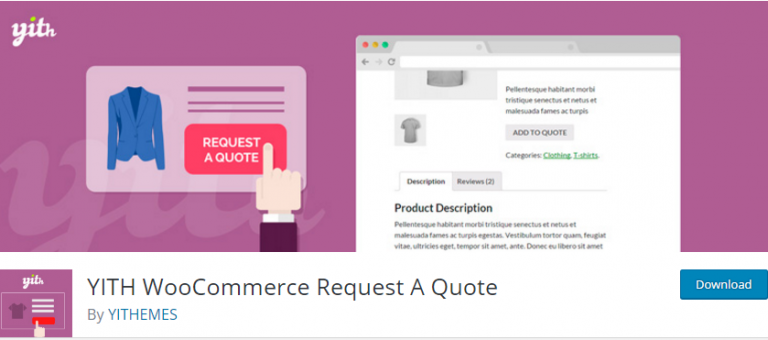 yith
REQUEST
A QUOTE
yith
Pellentesque habitant morbi
tristique senectus et netus et
malesuada fames ac turpis
ADD TO QUOTE
Categories: Clothing, T-shirts.
Description
Reviews (2)
Product Description
Pellentesque habitant morbi tristique senectus et netus et
malesuada fames ac turpis egestas. Vestibulum tortor quam, feugiat
vitae, ultricies eget, tempor sit amet, ante. Donec eu libero sit amet
yith
YITH WooCommerce Request A Quote
By YITHEMES
Download